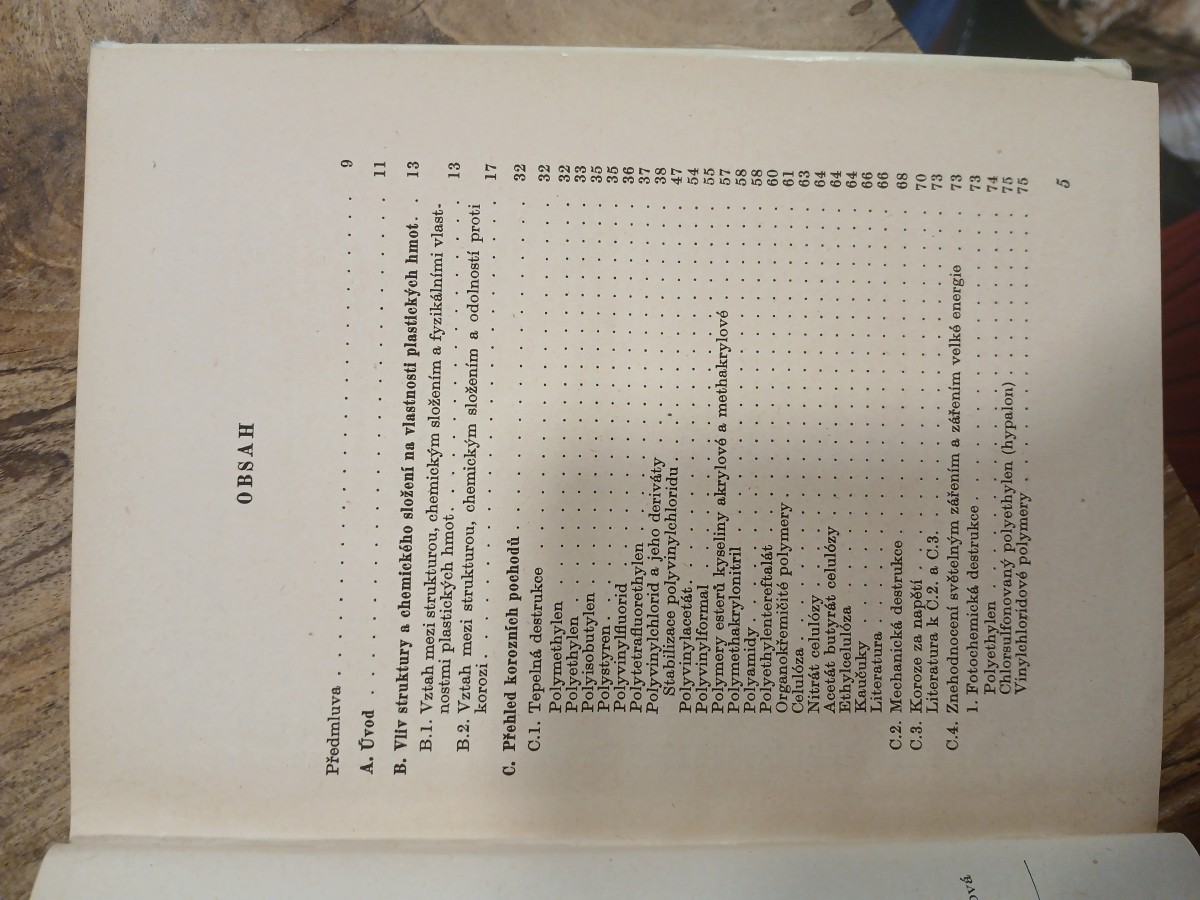 OBSAH
Předmluva . . . . . . . . . . . . . . . . . . . . 9
A. Úvod . . . . . . . . . . . . . . . . . . . . 11
B. Vliv struktury a chemického složení na vlastnosti plastických hmot . . 13
B.1. Vztah mezi strukturou, chemickým složením a fyzikálními vlast-
nostmi plastických hmot . . . . . . . . . . . . . . . . 13
B.2. Vztah mezi strukturou, chemickým složením a odolností proti
korozi . . . . . . . . . . . . . . . . . . . . 17
C. Přehled korozních pochodů . . . . . . . . . . . . . . . . 32
C.1. Tepelná destrukce . . . . . . . . . . . . . . . . 32
Polymethylen . . . . . . . . . . . . . . . . 32
Polyethylen . . . . . . . . . . . . . . . . 33
Polyisobutylen . . . . . . . . . . . . . . . . 35
Polystyren . . . . . . . . . . . . . . . . 35
Polyvinylfluorid . . . . . . . . . . . . . . . . 36
Polytetrafluorethylen . . . . . . . . . . . . . . . . 37
Polyvinylchlorid a jeho deriváty . . . . . . . . . . . . 38
Stabilizace polyvinylchloridu . . . . . . . . . . . . 47
Polyvinylacetát . . . . . . . . . . . . . . . . 54
Polyvinylformal . . . . . . . . . . . . . . . . 55
Polymery esterů kyseliny akrylové a methakrylové . . . . . . 57
Polymethakrylonitril . . . . . . . . . . . . . . . . 58
Polyamidy . . . . . . . . . . . . . . . . 58
Polyethylentereftalát . . . . . . . . . . . . . . . . 60
Organokřemičité polymery . . . . . . . . . . . . . . 61
Celulóza . . . . . . . . . . . . . . . . 63
Nitrát celulózy . . . . . . . . . . . . . . . . 64
Acetát butyrát celulózy . . . . . . . . . . . . . . 64
Ethylcelulóza . . . . . . . . . . . . . . . . 64
Kaučuky . . . . . . . . . . . . . . . . 66
Literatura . . . . . . . . . . . . . . . . 66
C.2. Mechanická destrukce . . . . . . . . . . . . . . . . 68
C.3. Koroze za napětí . . . . . . . . . . . . . . . . 70
Literatura k C.2. a C.3. . . . . . . . . . . . . . . . 73
C.4. Znehodnocení světelným zářením a zářením velké energie . . . 73
1. Fotochemická destrukce . . . . . . . . . . . . . . 73
Polyethylen . . . . . . . . . . . . . . . . 74
Chlorsulfonovaný polyethylen (hypalon) . . . . . . . . . . 75
Vinylchloridové polymery . . . . . . . . . . . . . . 75
5
ová